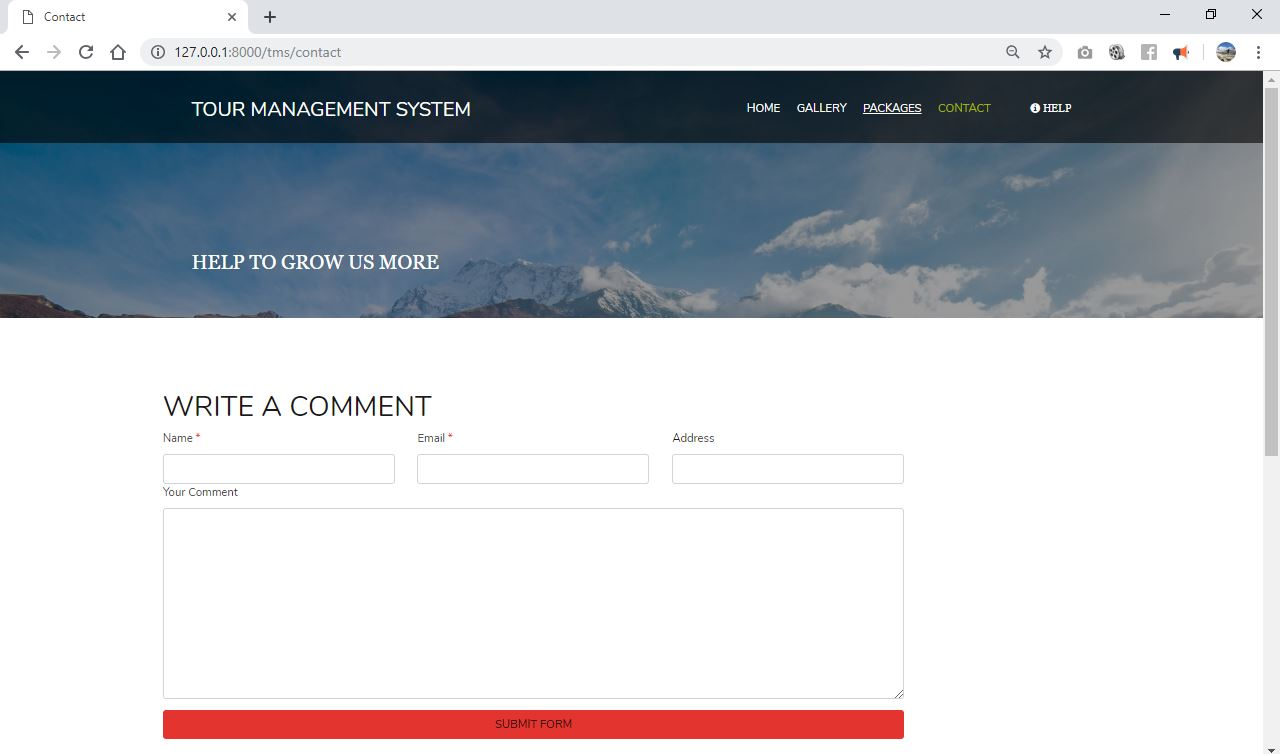 Contact
127.0.0.1:8000/tms/contact
TOUR MANAGEMENT SYSTEM
HOME GALLERY PACKAGES CONTACT HELP
HELP TO GROW US MORE
WRITE A COMMENT
Name * Email * Address
Your Comment
SUBMIT FORM